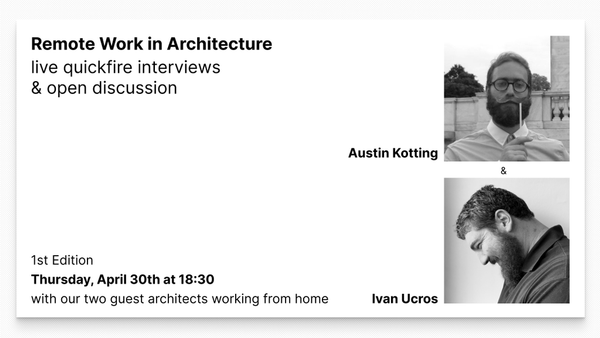 Remote Work in Architecture
live quickfire interviews
& open discussion
Austin Kotting
&
1st Edition
Thursday, April 30th at 18:30
with our two guest architects working from home
Ivan Ucros